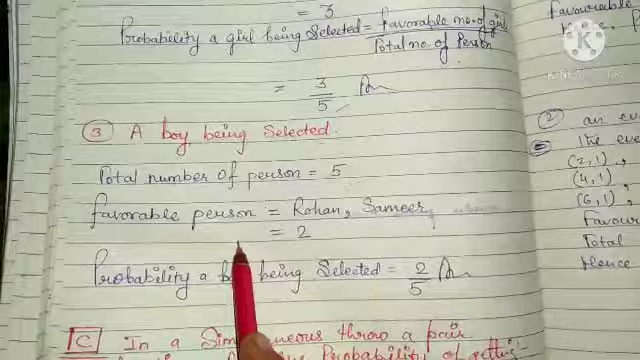 = 3
Probability a girl being Selected = Favorable no. of girls
Total no. of Person
= 3
5
Ans
③ A boy being Selected.
Total number of person = 5
favorable person = Rohan, Sameer
= 2
Probability a boy being Selected = 2 Ans
5
C In a Simultaneous throw a pair
Probability of getti
favourable
Hence,
② an eve
the eve
(2,1)
(4,1)
(6,1)
Favour
Total
Hence
KINEMASTER